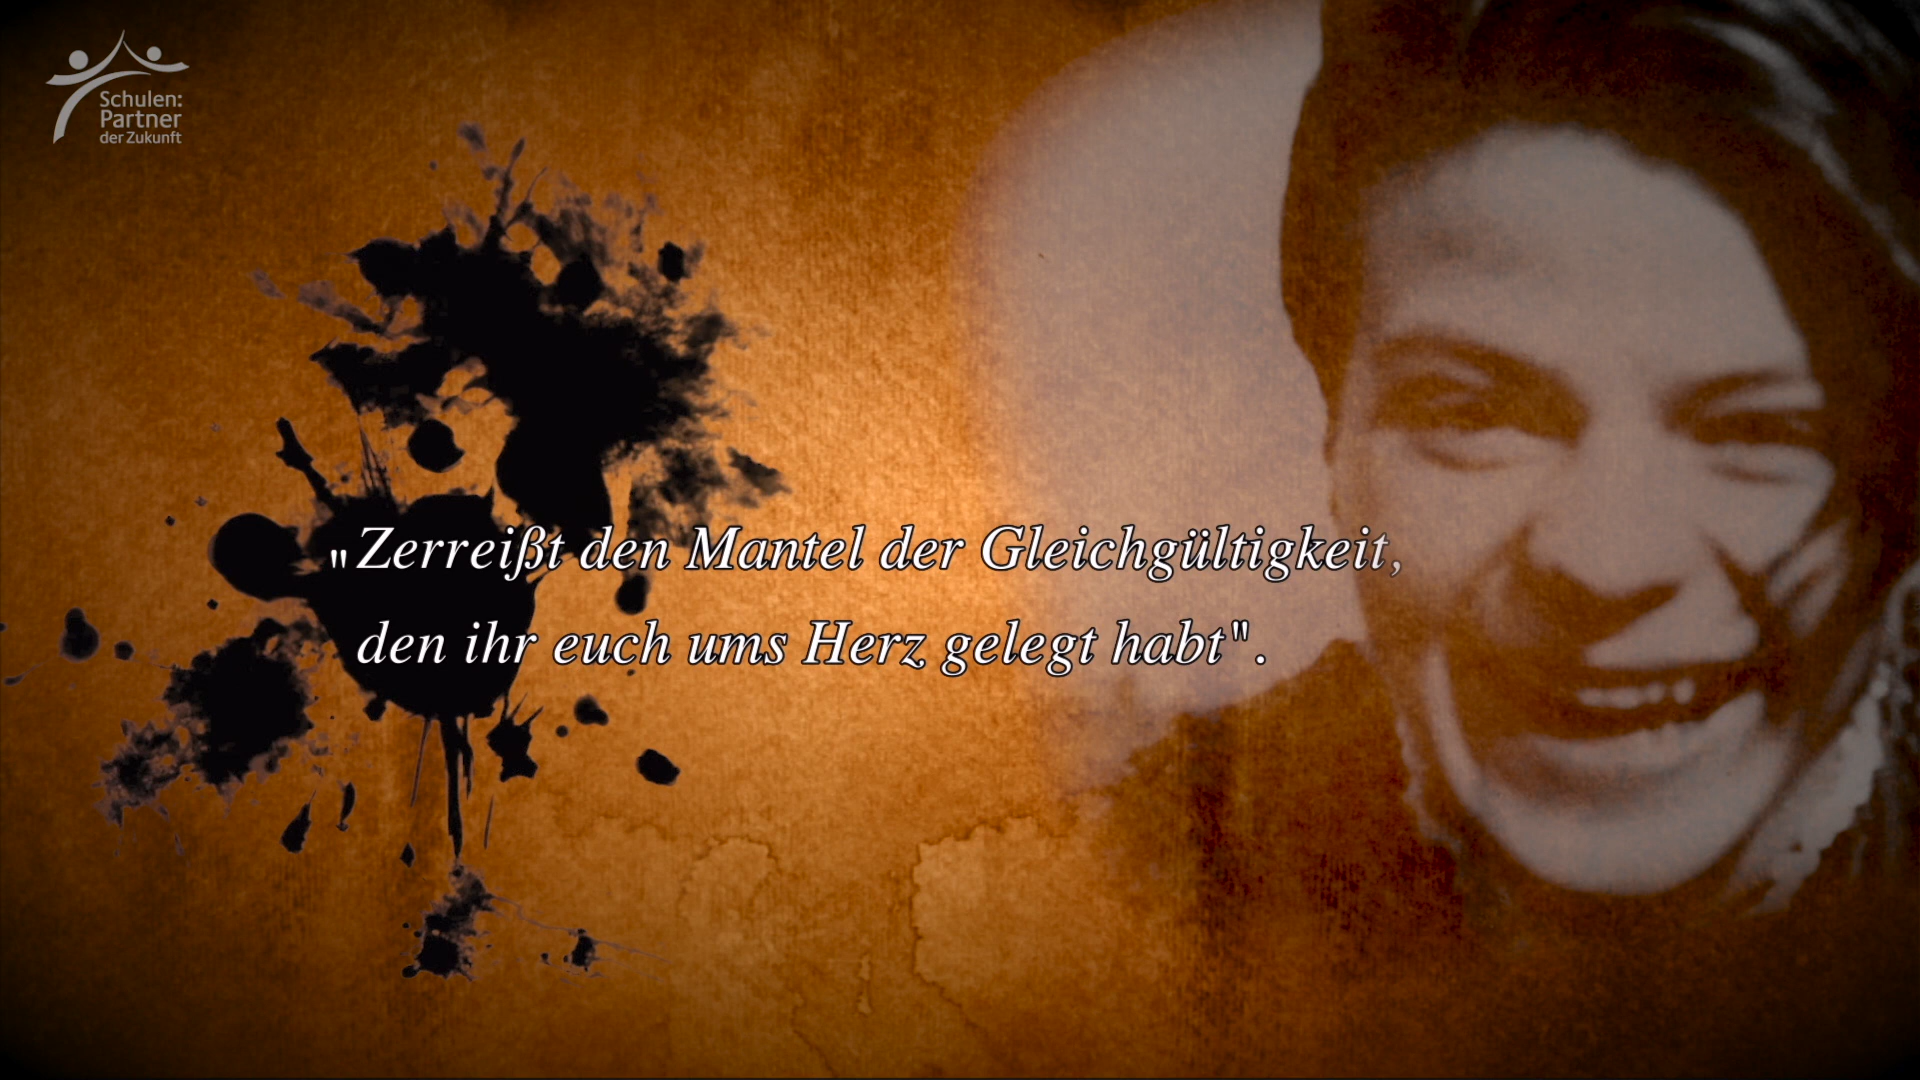 Schulen:
Partner
der Zukunft
"Zerreißt den Mantel der Gleichgültigkeit,
den ihr euch ums Herz gelegt habt".